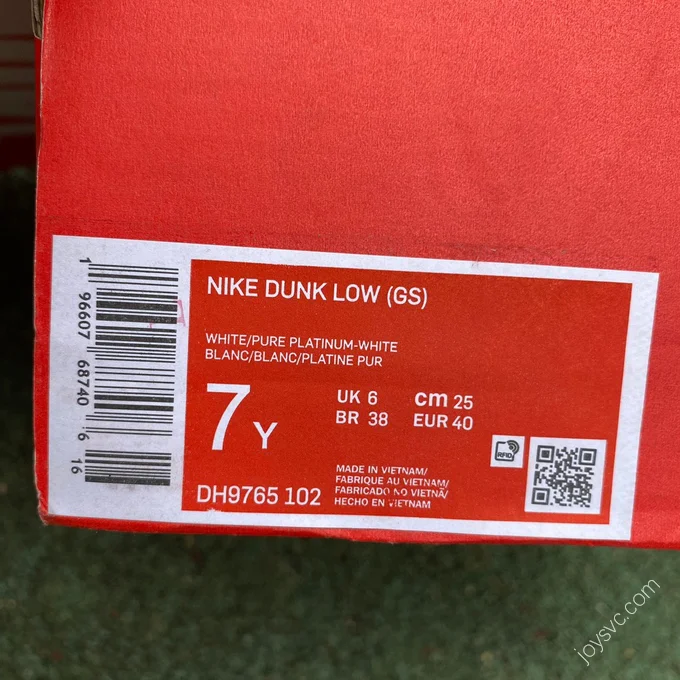 NIKE DUNK LOW (GS)
WHITE/PURE PLATINUM-WHITE
BLANC/BLANC/PLATINE PUR
7Y
UK 6 cm 25
BR 38 EUR 40
MADE IN VIETNAM/
FABRIQUE AU VIETNAM/
FABRICADO NO VIETNÃ/
HECHO EN VIETNAM
DH9765 102
RFID
1 96607 68740 6 16
joysvc.com